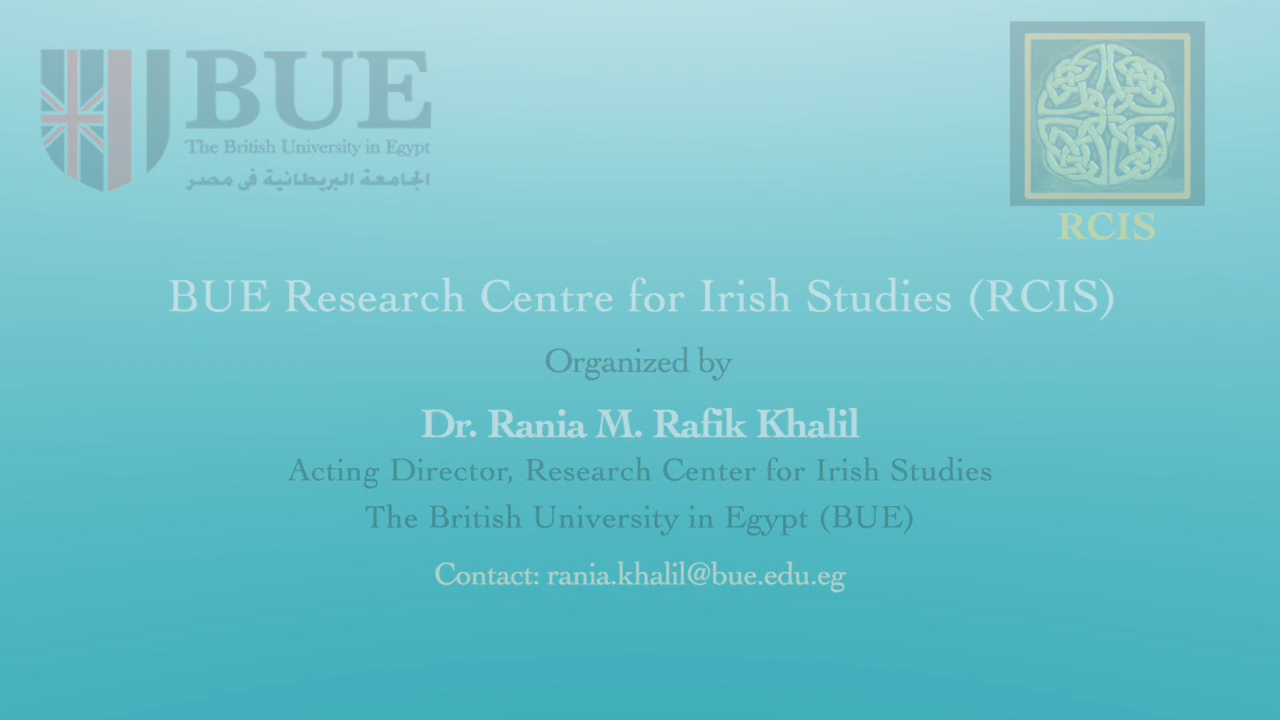 BUE
The British University in Egypt
الجامعة البريطانية فى مصر
RCIS
BUE Research Centre for Irish Studies (RCIS)
Organized by
Dr. Rania M. Rafik Khalil
Acting Director, Research Center for Irish Studies
The British University in Egypt (BUE)
Contact: rania.khalil@bue.edu.eg